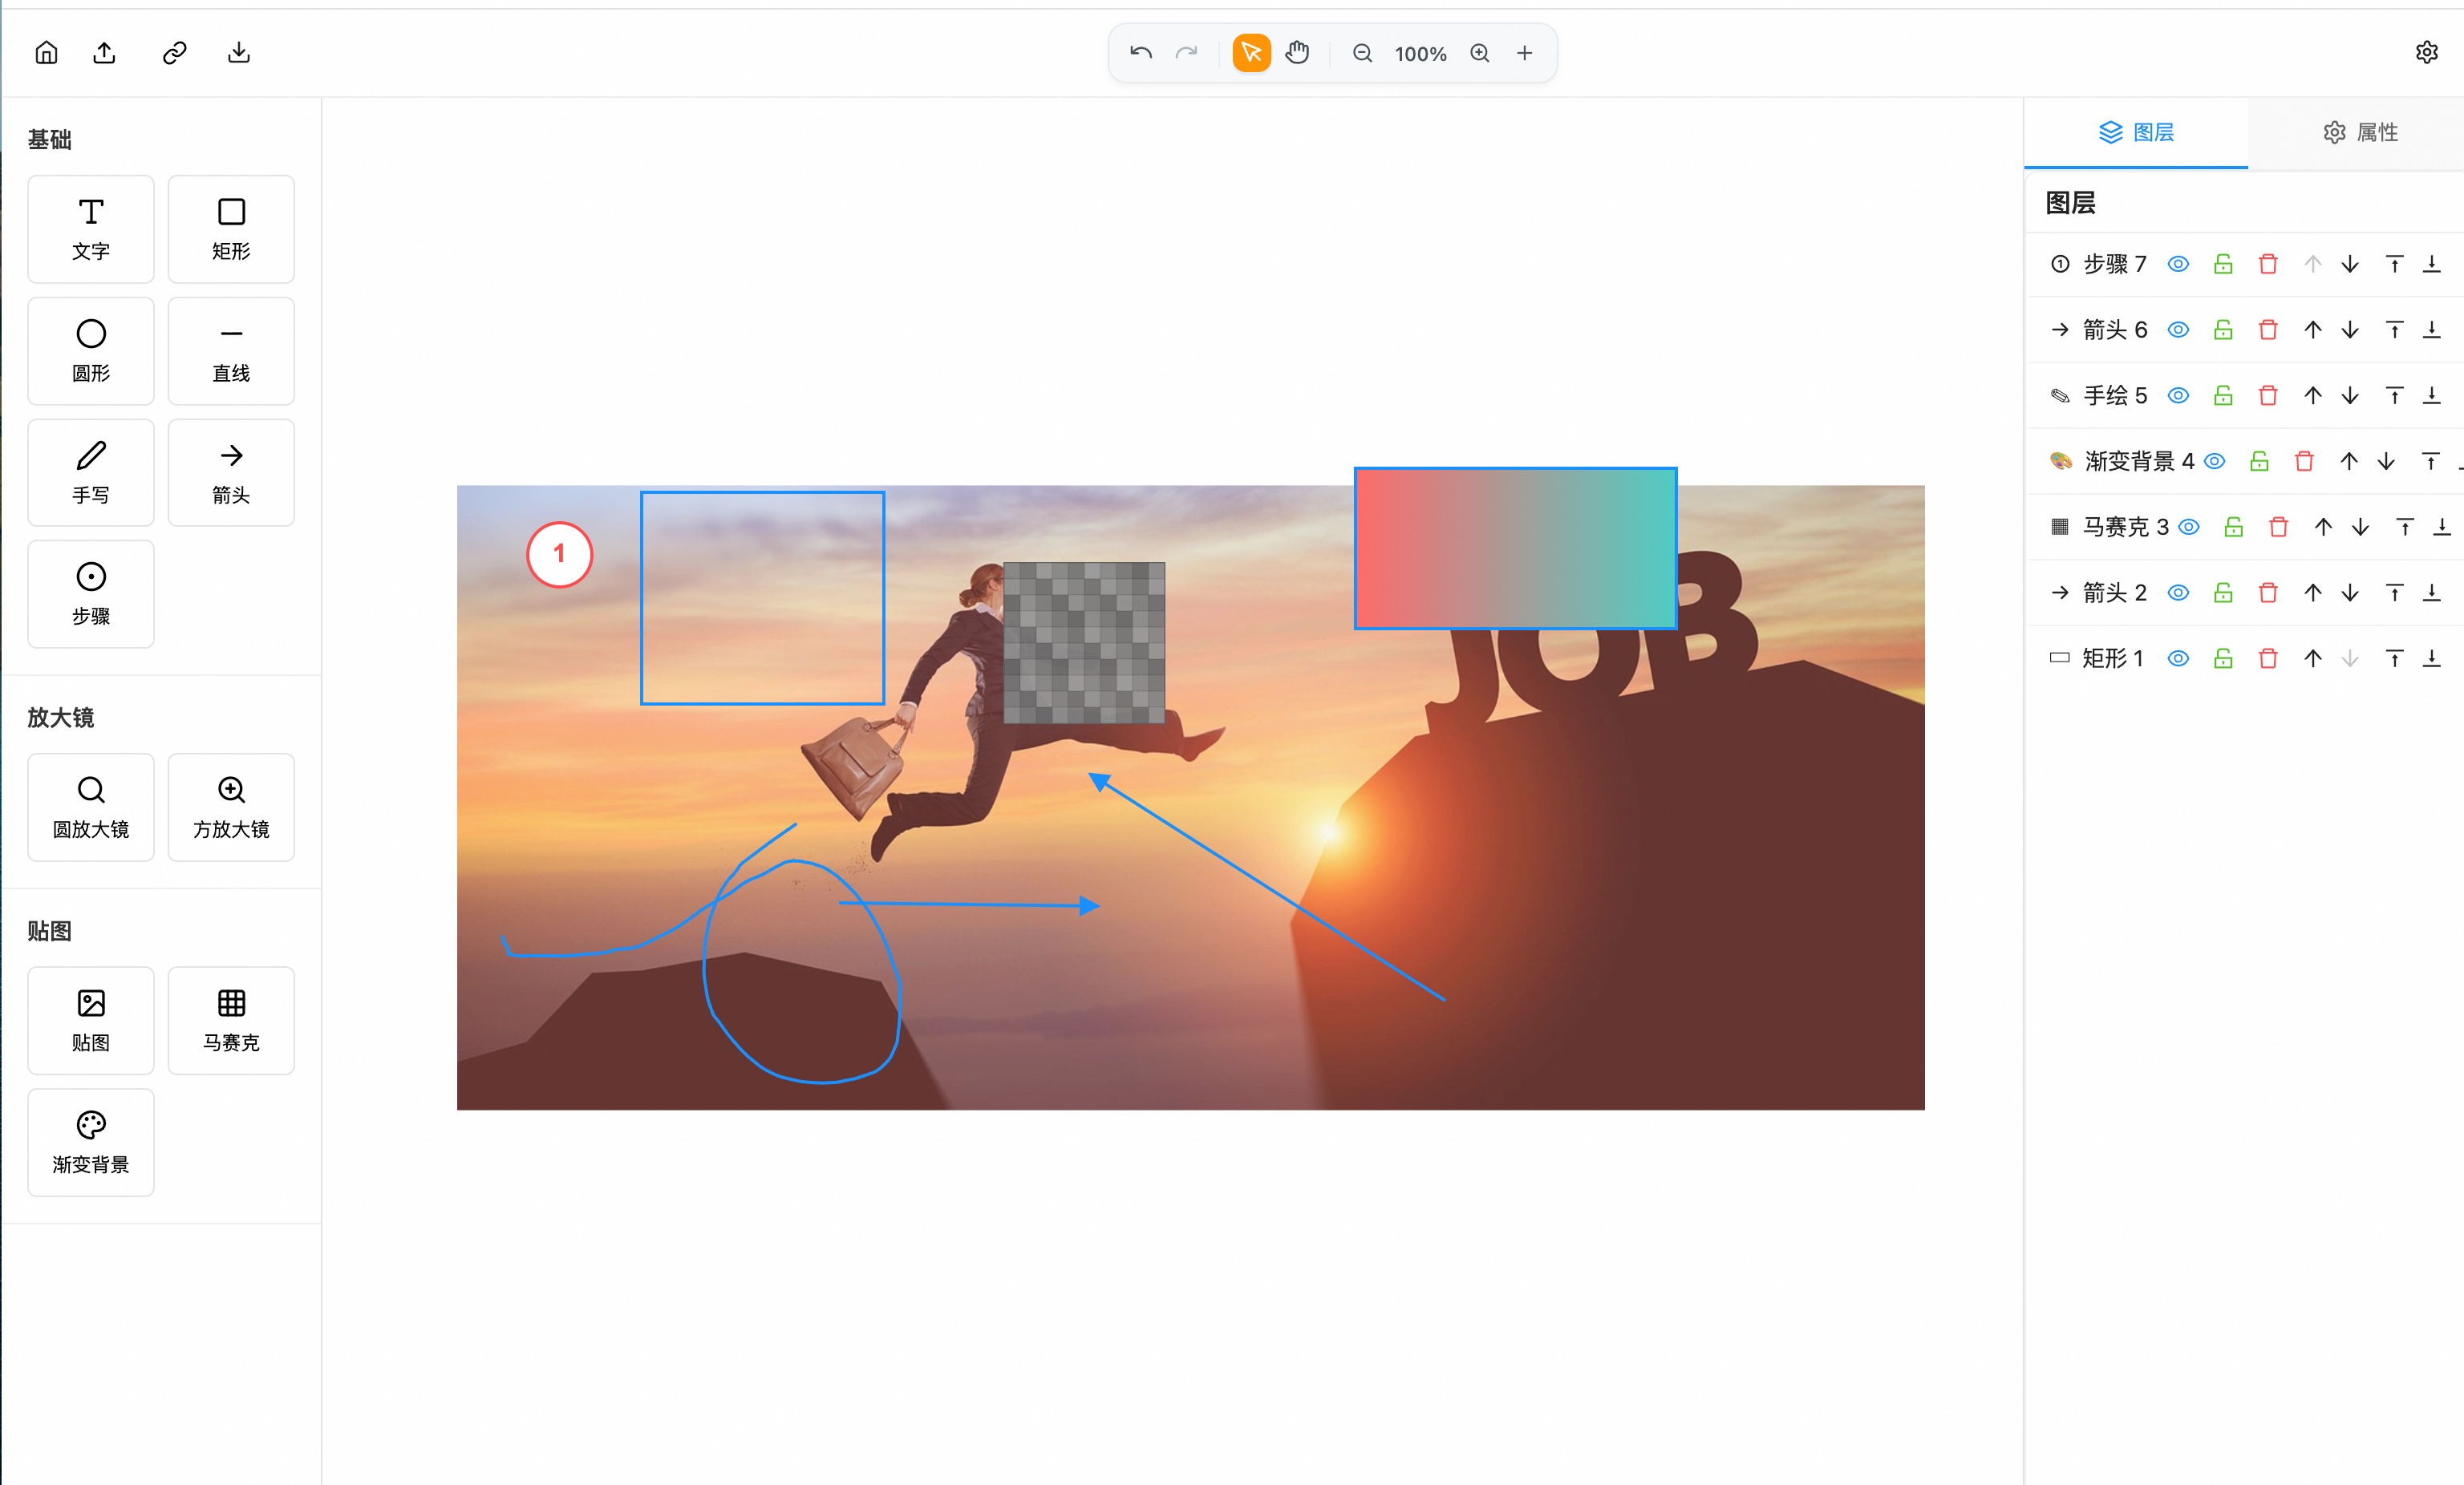 100%
基础
文字
矩形
圆形
直线
手写
箭头
步骤
放大镜
圆放大镜
方放大镜
贴图
贴图
马赛克
渐变背景
1
JOB
图层
属性
图层
1 步骤 7
箭头 6
手绘 5
渐变背景 4
马赛克 3
箭头 2
矩形 1